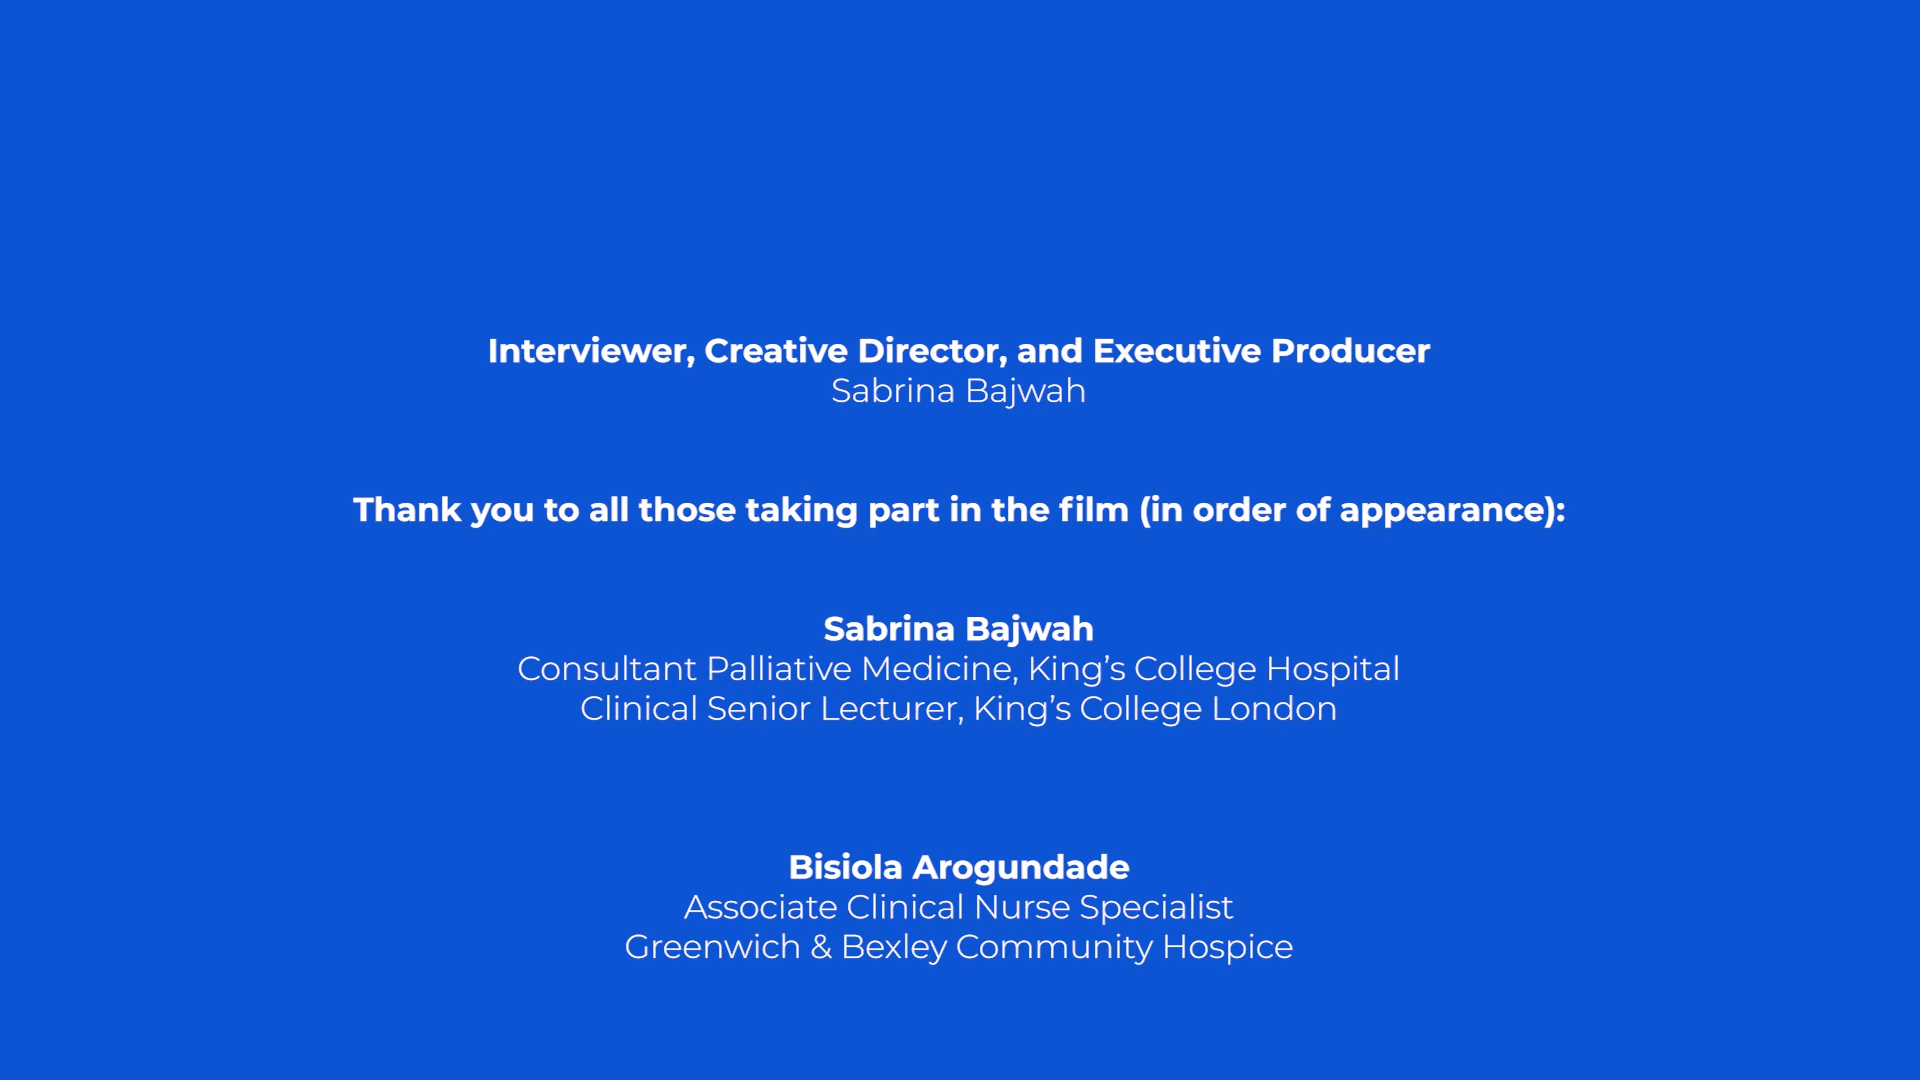 Interviewer, Creative Director, and Executive Producer
Sabrina Bajwah
Thank you to all those taking part in the film (in order of appearance):
Sabrina Bajwah
Consultant Palliative Medicine, King’s College Hospital
Clinical Senior Lecturer, King’s College London
Bisiola Arogundade
Associate Clinical Nurse Specialist
Greenwich & Bexley Community Hospice